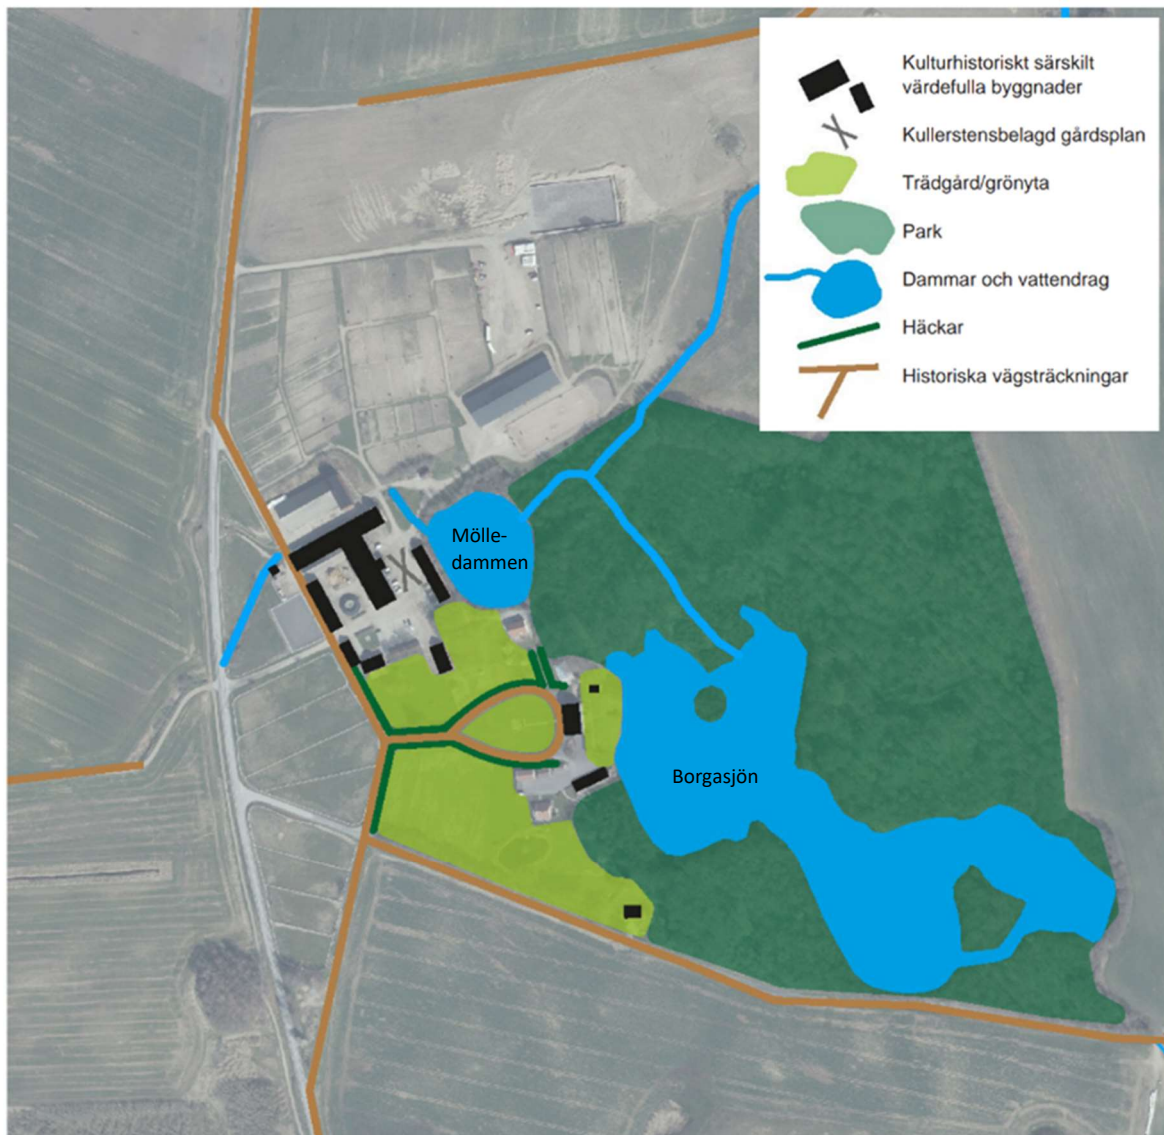 Kulturhistoriskt särskilt
värdefulla byggnader
Kullerstensbelagd gårdsplan
Trädgård/grönyta
Park
Dammar och vattendrag
Häckar
Historiska vägsträckningar
Mölle-
dammen
Borgasjön